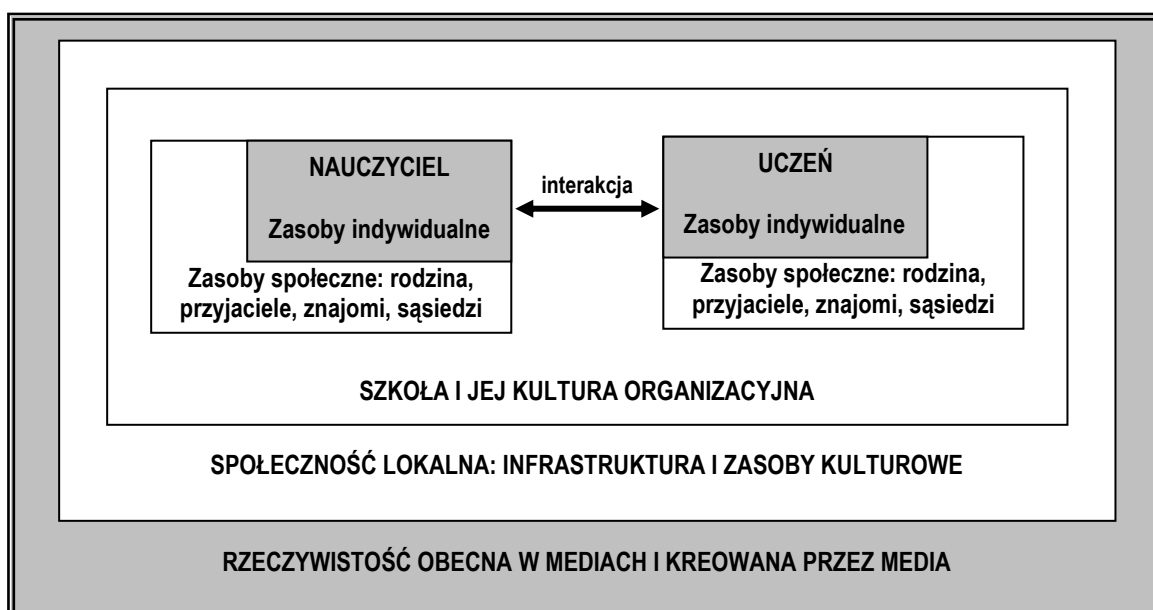 NAUCZYCIEL
Zasoby indywidualne
Zasoby społeczne: rodzina,
przyjaciele, znajomi, sąsiedzi
interakcja
UCZEŃ
Zasoby indywidualne
Zasoby społeczne: rodzina,
przyjaciele, znajomi, sąsiedzi
SZKOŁA I JEJ KULTURA ORGANIZACYJNA
SPOŁECZNOŚĆ LOKALNA: INFRASTRUKTURA I ZASOBY KULTUROWE
RZECZYWISTOŚĆ OBECNA W MEDIACH I KREOWANA PRZEZ MEDIA